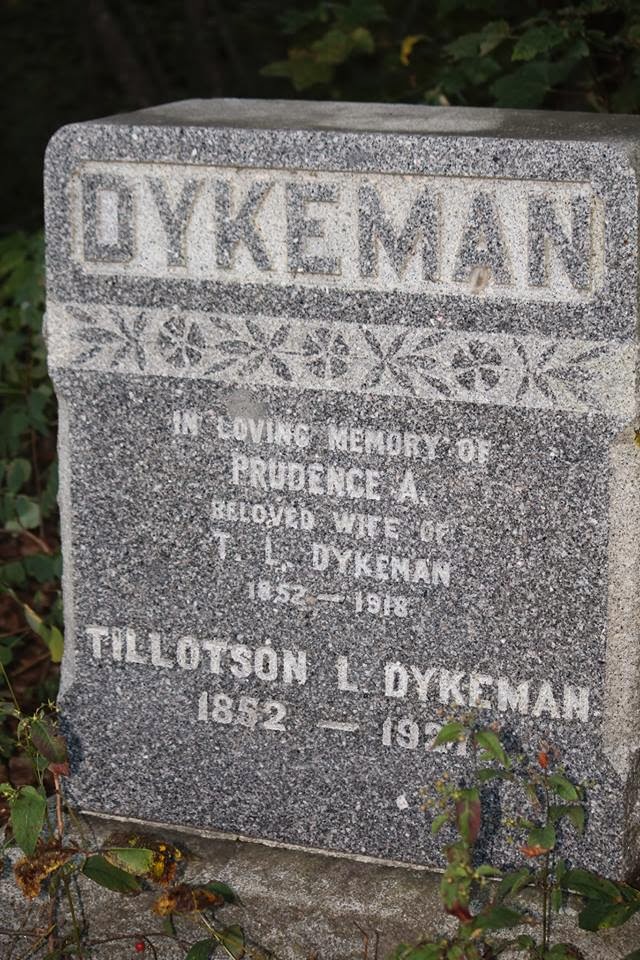 DYKEMAN
IN LOVING MEMORY OF
PRUDENCE A.
BELOVED WIFE OF
T. L. DYKEMAN
1852 — 1918
TILLOTSON L. DYKEMAN
1852 —